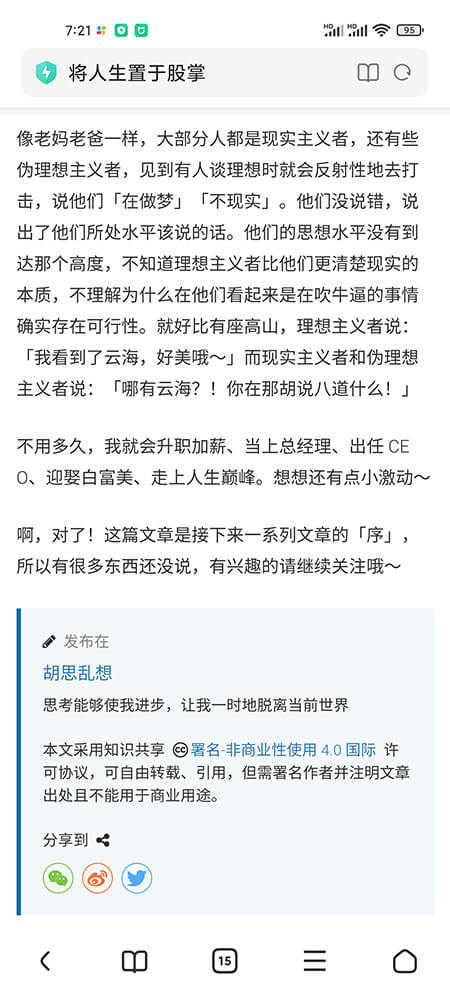 7:21
HD
HD
95
将人生置于股掌
像老妈老爸一样，大部分人都是现实主义者，还有些
伪理想主义者，见到有人谈理想时就会反射性地去打
击，说他们「在做梦」「不现实」。他们没说错，说
出了他们所处水平该说的话。他们的思想水平没有到
达那个高度，不知道理想主义者比他们更清楚现实的
本质，不理解为什么在他们看起来是在吹牛逼的事情
确实存在可行性。就好比有座高山，理想主义者说：
「我看到了云海，好美哦～」而现实主义者和伪理想
主义者说：「哪有云海？！你在那胡说八道什么！」
不用多久，我就会升职加薪、当上总经理、出任 CE
O、迎娶白富美、走上人生巅峰。想想还有点小激动～
啊，对了！这篇文章是接下来一系列文章的「序」，
所以有很多东西还没说，有兴趣的请继续关注哦～
发布在
胡思乱想
思考能够使我进步，让我一时地脱离当前世界
本文采用知识共享 cc 署名-非商业性使用 4.0 国际 许
可协议，可自由转载、引用，但需署名作者并注明文章
出处且不能用于商业用途。
分享到
15